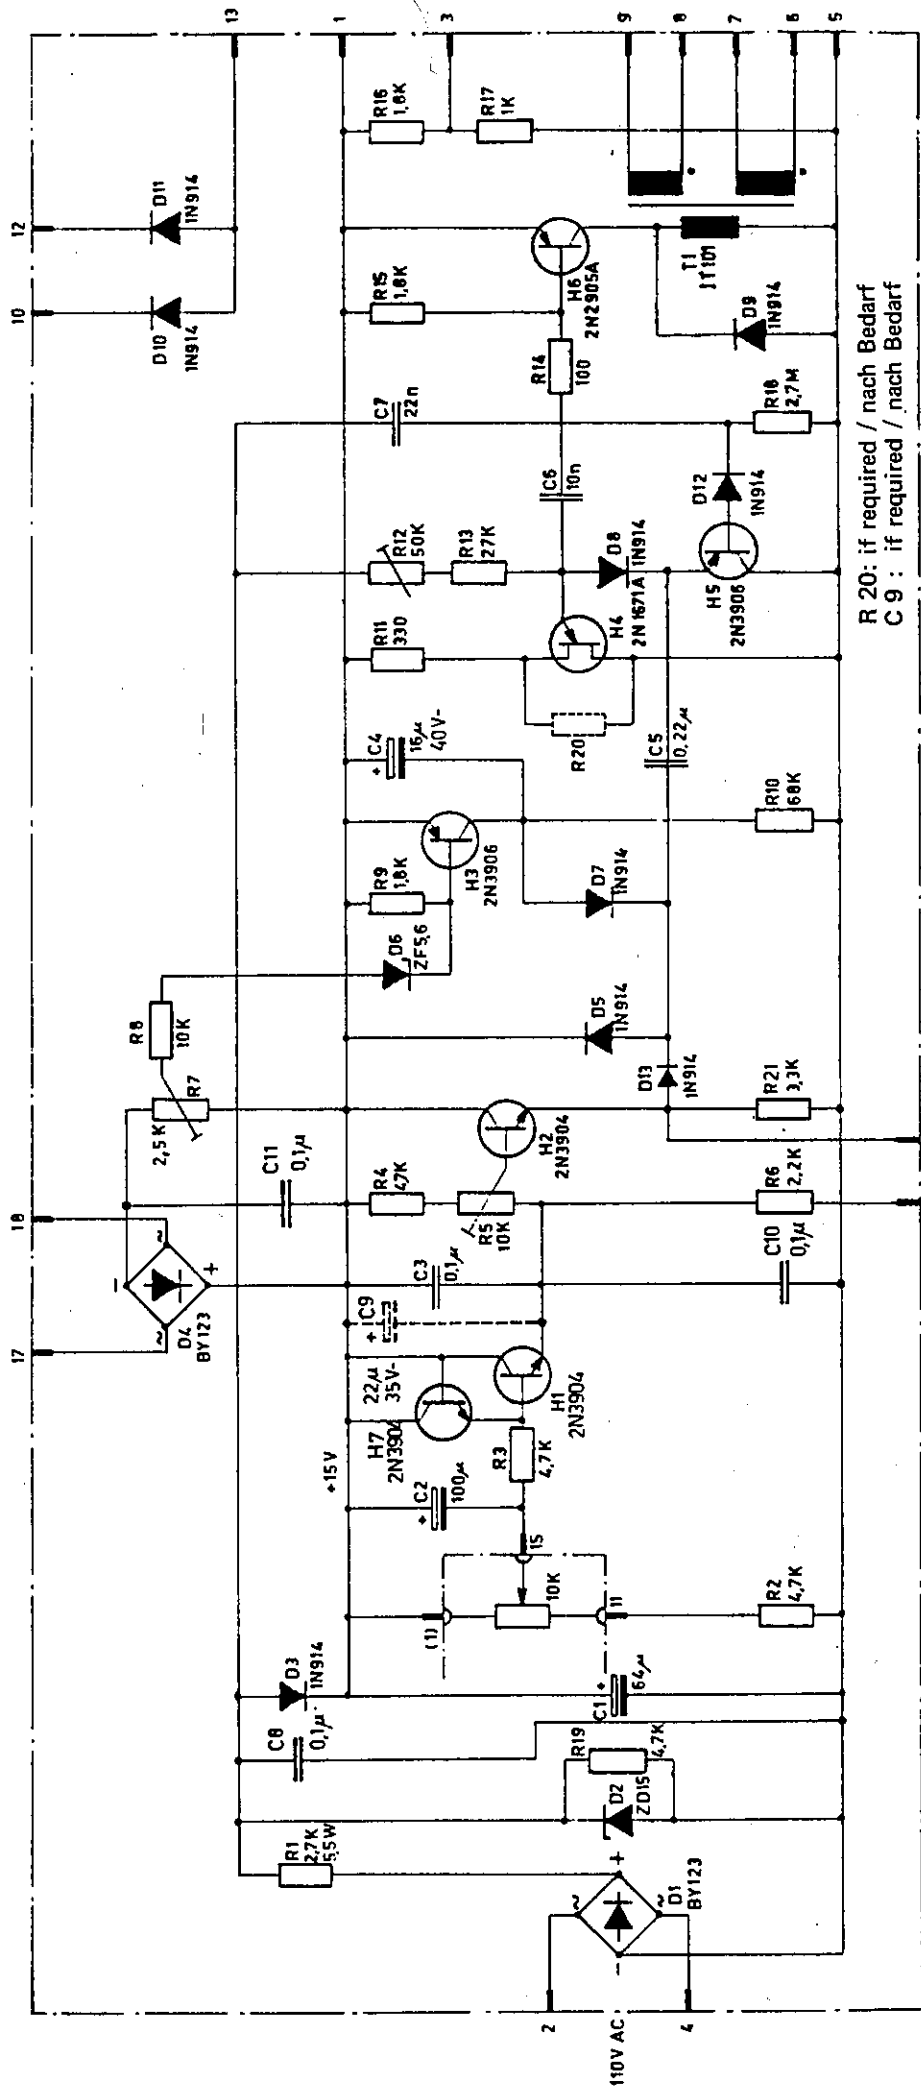 13
1
3
9
8
7
6
5
R16
1,8K
R17
1K
12
D11
1N914
10
D10
1N914
R15
1,8K
H6
2N2905A
R14
100
T1
1T101
D9
1N914
C7
22n
R18
2,7M
C6
10n
D12
1N914
R12
50K
R13
27K
D8
1N914
H5
2N3906
R11
330
H4
2N1671A
R20
C5
0,22µ
C4
+
16µ
40V-
R10
68K
H3
2N3906
R9
1,8K
D7
1N914
D6
ZF5,6
R8
10K
D5
1N914
R7
2,5K
D13
1N914
R21
3,3K
H2
2N3904
C11
0,1µ
R4
47K
R5
10K
R6
2,2K
18
17
D4
BY123
~
~
+
−
C3
0,1µ
C10
0,1µ
+
C9
22µ
35V-
H7
2N3904
H1
2N3904
+15V
R3
4,7K
+
C2
100µ
15
10K
(1)
11
R2
4,7K
D3
1N914
C1
+
64µ
C8
0,1µ
R19
4,7K
D2
ZD15
R1
2,7K
5,5W
D1
BY123
~
~
+
−
2
4
110V AC
R 20: if required / nach Bedarf
C 9 : if required / nach Bedarf